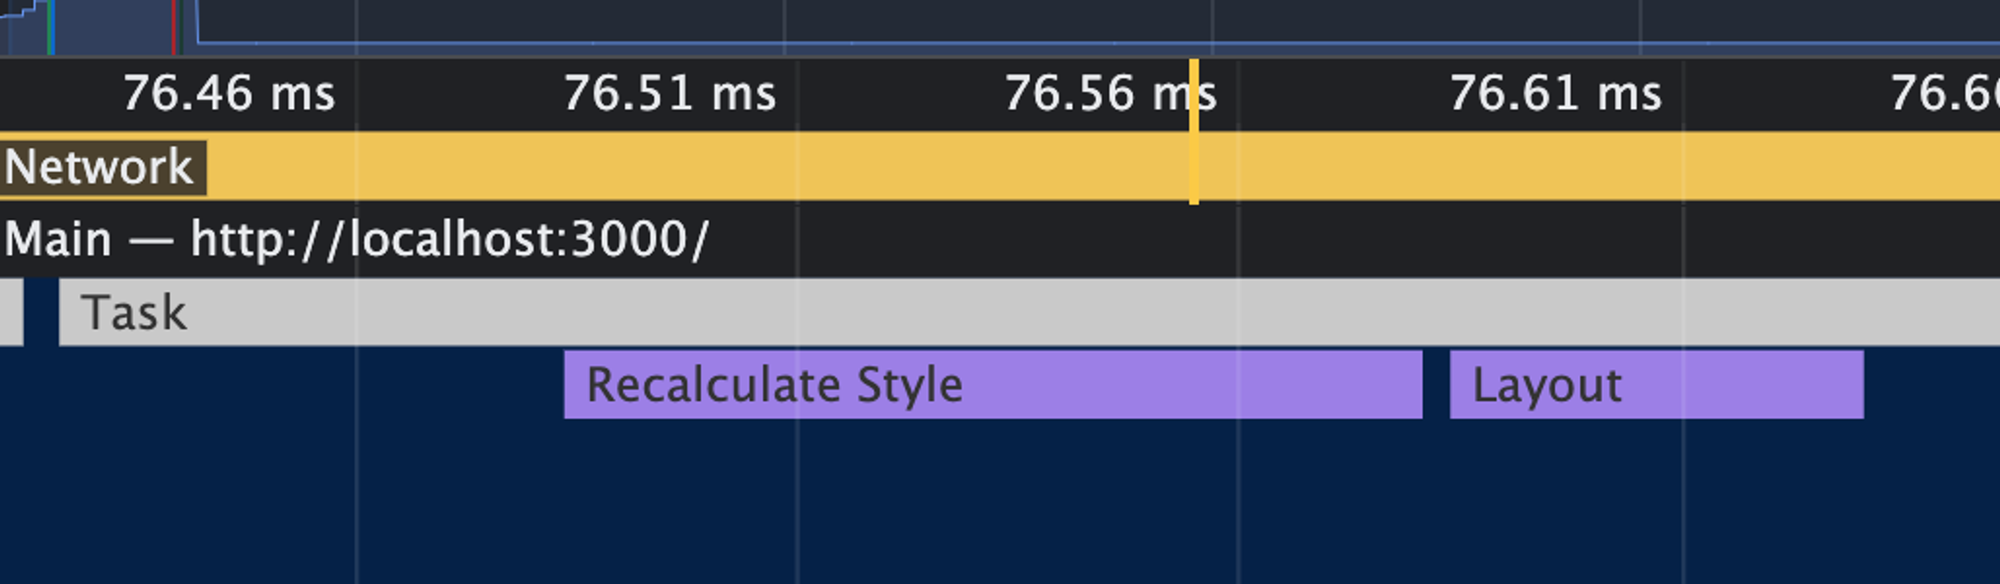 76.46 ms 76.51 ms 76.56 ms 76.61 ms
Network
Main — http://localhost:3000/
Task
Recalculate Style Layout